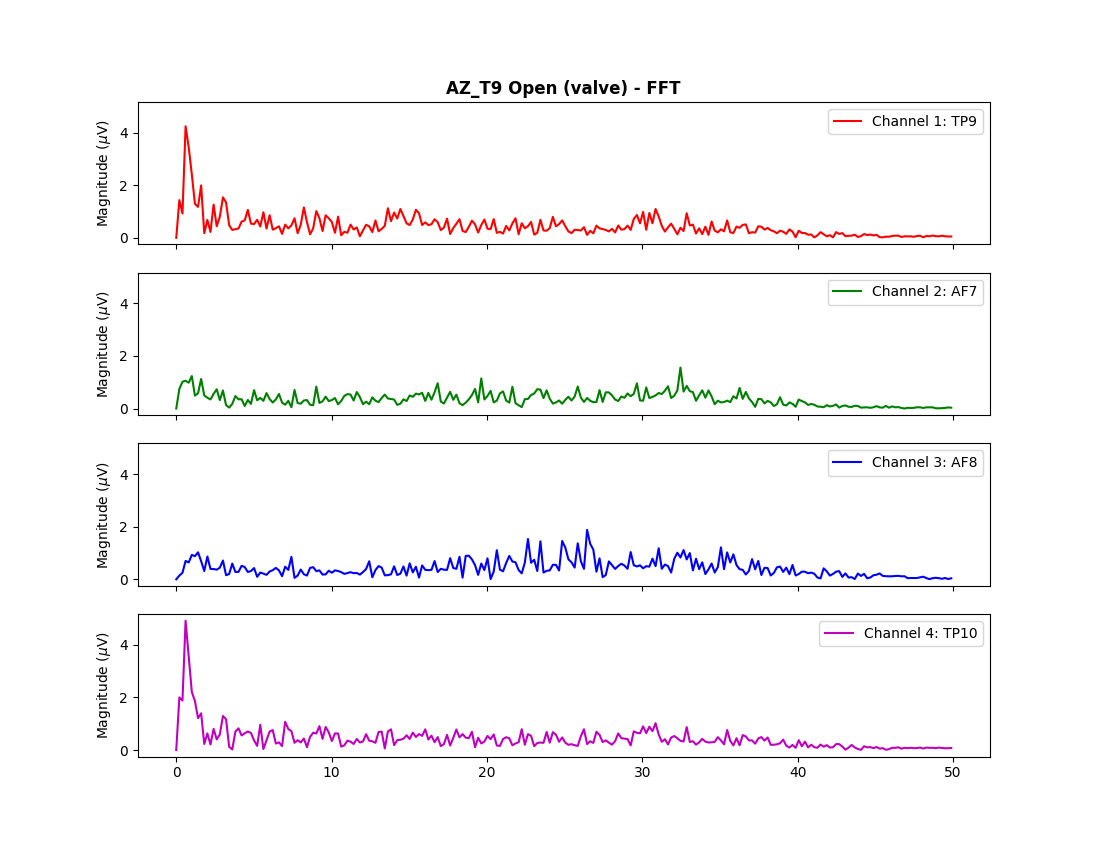 AZ_T9 Open (valve) - FFT
Magnitude (μV)
4
2
0
Channel 1: TP9
Magnitude (μV)
4
2
0
Channel 2: AF7
Magnitude (μV)
4
2
0
Channel 3: AF8
Magnitude (μV)
4
2
0
Channel 4: TP10
0 10 20 30 40 50